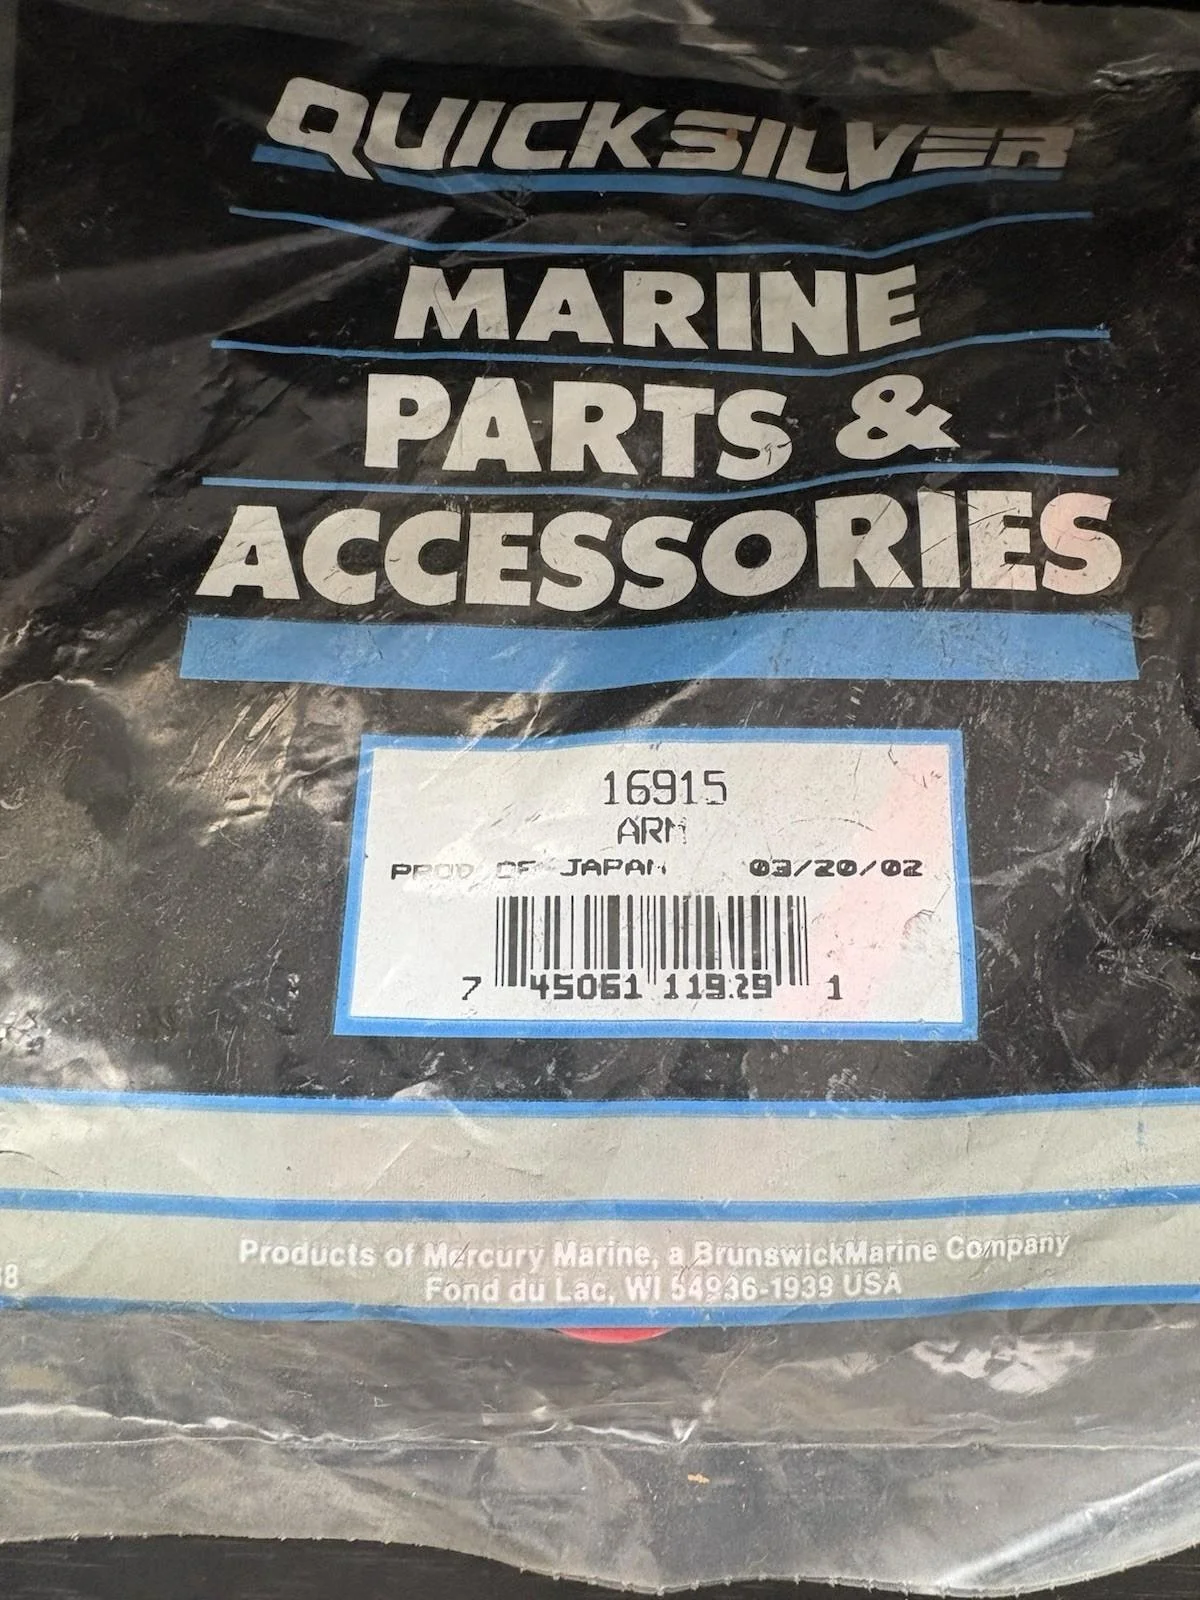 QUICKSILVER
MARINE
PARTS &
ACCESSORIES
16915
ARM
PROD OF JAPAN 03/20/02
7 45061 11929 1
Products of Mercury Marine, a BrunswickMarine Company
Fond du Lac, WI 54936-1939 USA